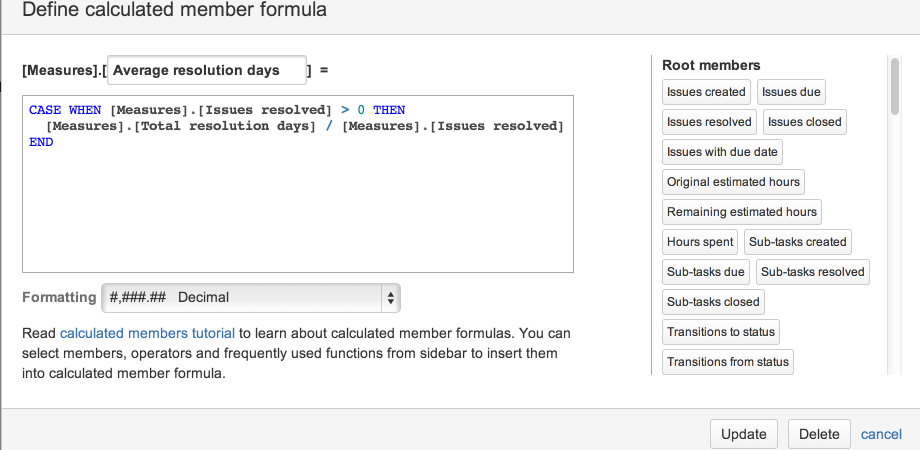 Define calculated member formula
[Measures].[ Average resolution days ] =
CASE WHEN [Measures].[Issues resolved] > 0 THEN
[Measures].[Total resolution days] / [Measures].[Issues resolved]
END
Formatting #,###.## Decimal
Read calculated members tutorial to learn about calculated member formulas. You can
select members, operators and frequently used functions from sidebar to insert them
into calculated member formula.
Root members
Issues created Issues due
Issues resolved Issues closed
Issues with due date
Original estimated hours
Remaining estimated hours
Hours spent Sub-tasks created
Sub-tasks due Sub-tasks resolved
Sub-tasks closed
Transitions to status
Transitions from status
Update Delete cancel